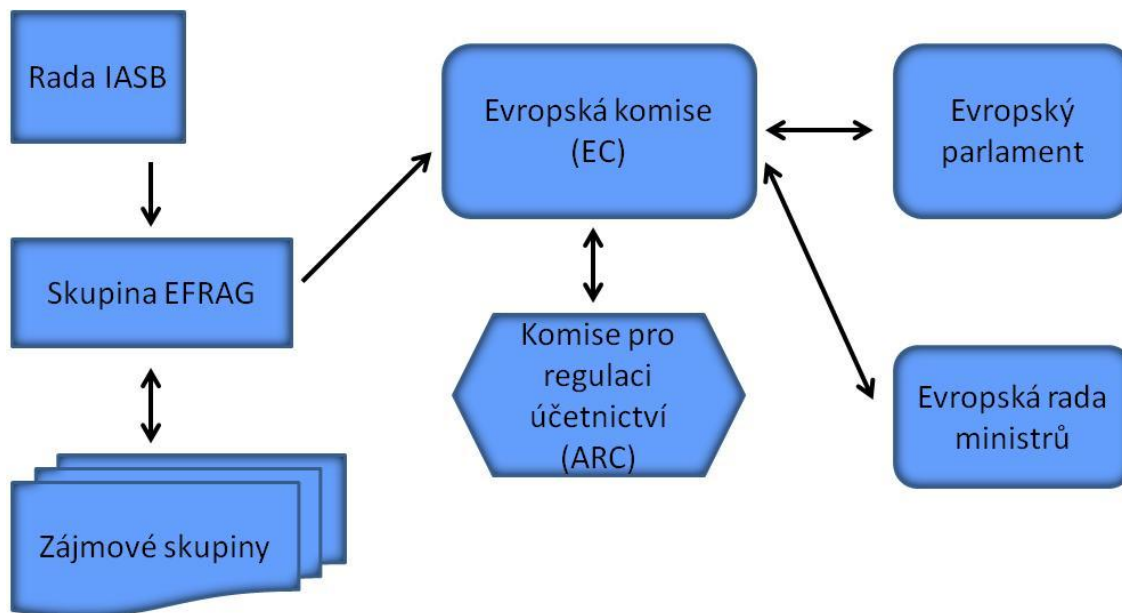 Rada IASB
Skupina EFRAG
Zájmové skupiny
Evropská komise
(EC)
Komise pro
regulaci
účetnictví
(ARC)
Evropský
parlament
Evropská rada
ministrů